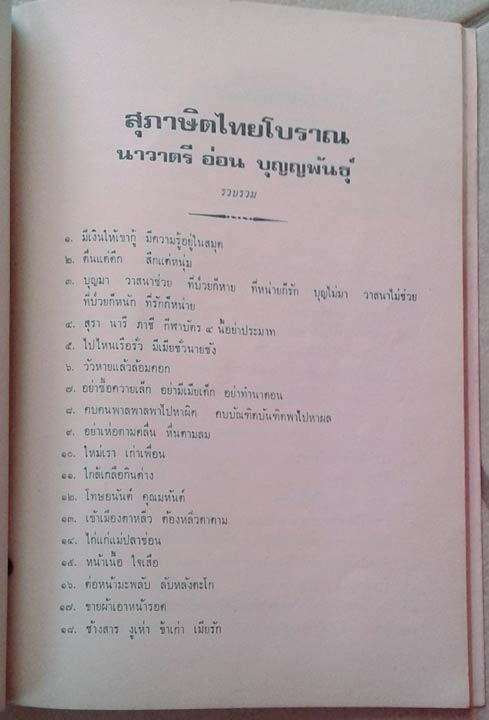 สุภาษิตไทยโบราณ
นาวาตรี อ่อน บุญญพันธุ์
รวบรวม
๑. มีเงินให้เขากู้ มีความรู้อยู่ในสมุด
๒. ตื่นแต่ดึก สึกแต่หนุ่ม
๓. บุญมา วาสนาช่วย ที่ป่วยก็หาย ที่หน่ายก็รัก บุญไม่มา วาสนาไม่ช่วย
ที่ป่วยก็หนัก ที่รักก็หน่าย
๔. สุรา นารี ภาชี กีฬาบัตร ๔ นี้อย่าประมาท
๕. ไปไหนเรือรั่ว มีเมียชั่วนายชัง
๖. วัวหายแล้วล้อมคอก
๗. อย่าซื้อควายเล็ก อย่ามีเมียเด็ก อย่าทำนาดอน
๘. คบคนพาลพาลพาไปหาผิด คบบัณฑิตบัณฑิตพาไปหาผล
๙. อย่าเห่อตามคลื่น ตื่นตามลม
๑๐. ใหม่เรา เก่าเพื่อน
๑๑. ใกล้เกลือกินด่าง
๑๒. โทษอนันต์ คุณมหันต์
๑๓. เข้าเมืองตาหลิ่ว ต้องหลิ่วตาตาม
๑๔. ไก่แก่แม่ปลาช่อน
๑๕. หน้าเนื้อ ใจเสือ
๑๖. ต่อหน้ามะพลับ ลับหลังตะโก
๑๗. ขายผ้าเอาหน้ารอด
๑๘. ช้างสาร งูเห่า ข้าเก่า เมียรัก